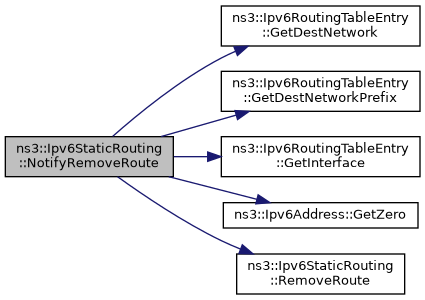 ns3::Ipv6RoutingTableEntry
::GetDestNetwork
ns3::Ipv6RoutingTableEntry
::GetDestNetworkPrefix
ns3::Ipv6StaticRouting
::NotifyRemoveRoute
ns3::Ipv6RoutingTableEntry
::GetInterface
ns3::Ipv6Address::GetZero
ns3::Ipv6StaticRouting
::RemoveRoute